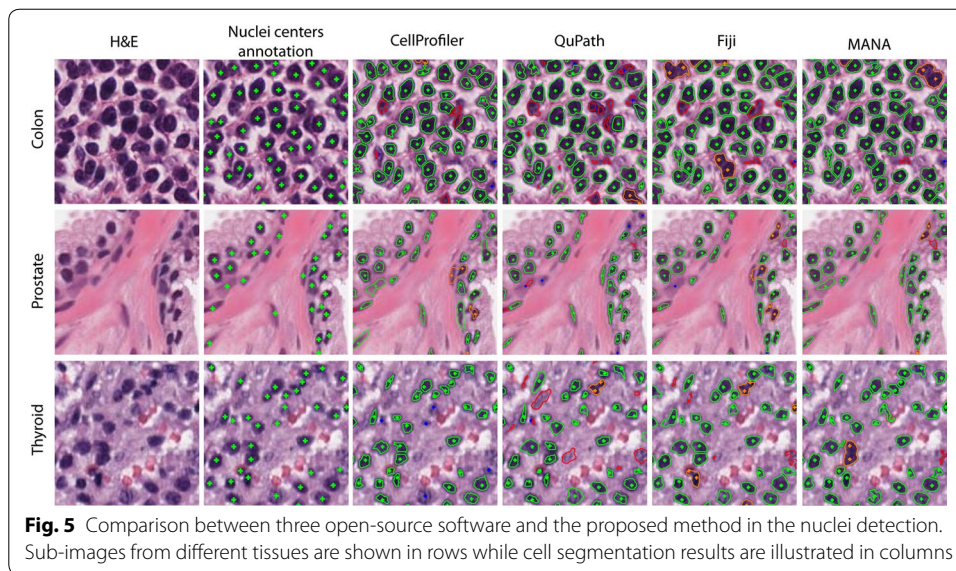 H&E
Nuclei centers
annotation
CellProfiler
QuPath
Fiji
MANA
Colon
Prostate
Thyroid
Fig. 5 Comparison between three open-source software and the proposed method in the nuclei detection.
Sub-images from different tissues are shown in rows while cell segmentation results are illustrated in columns